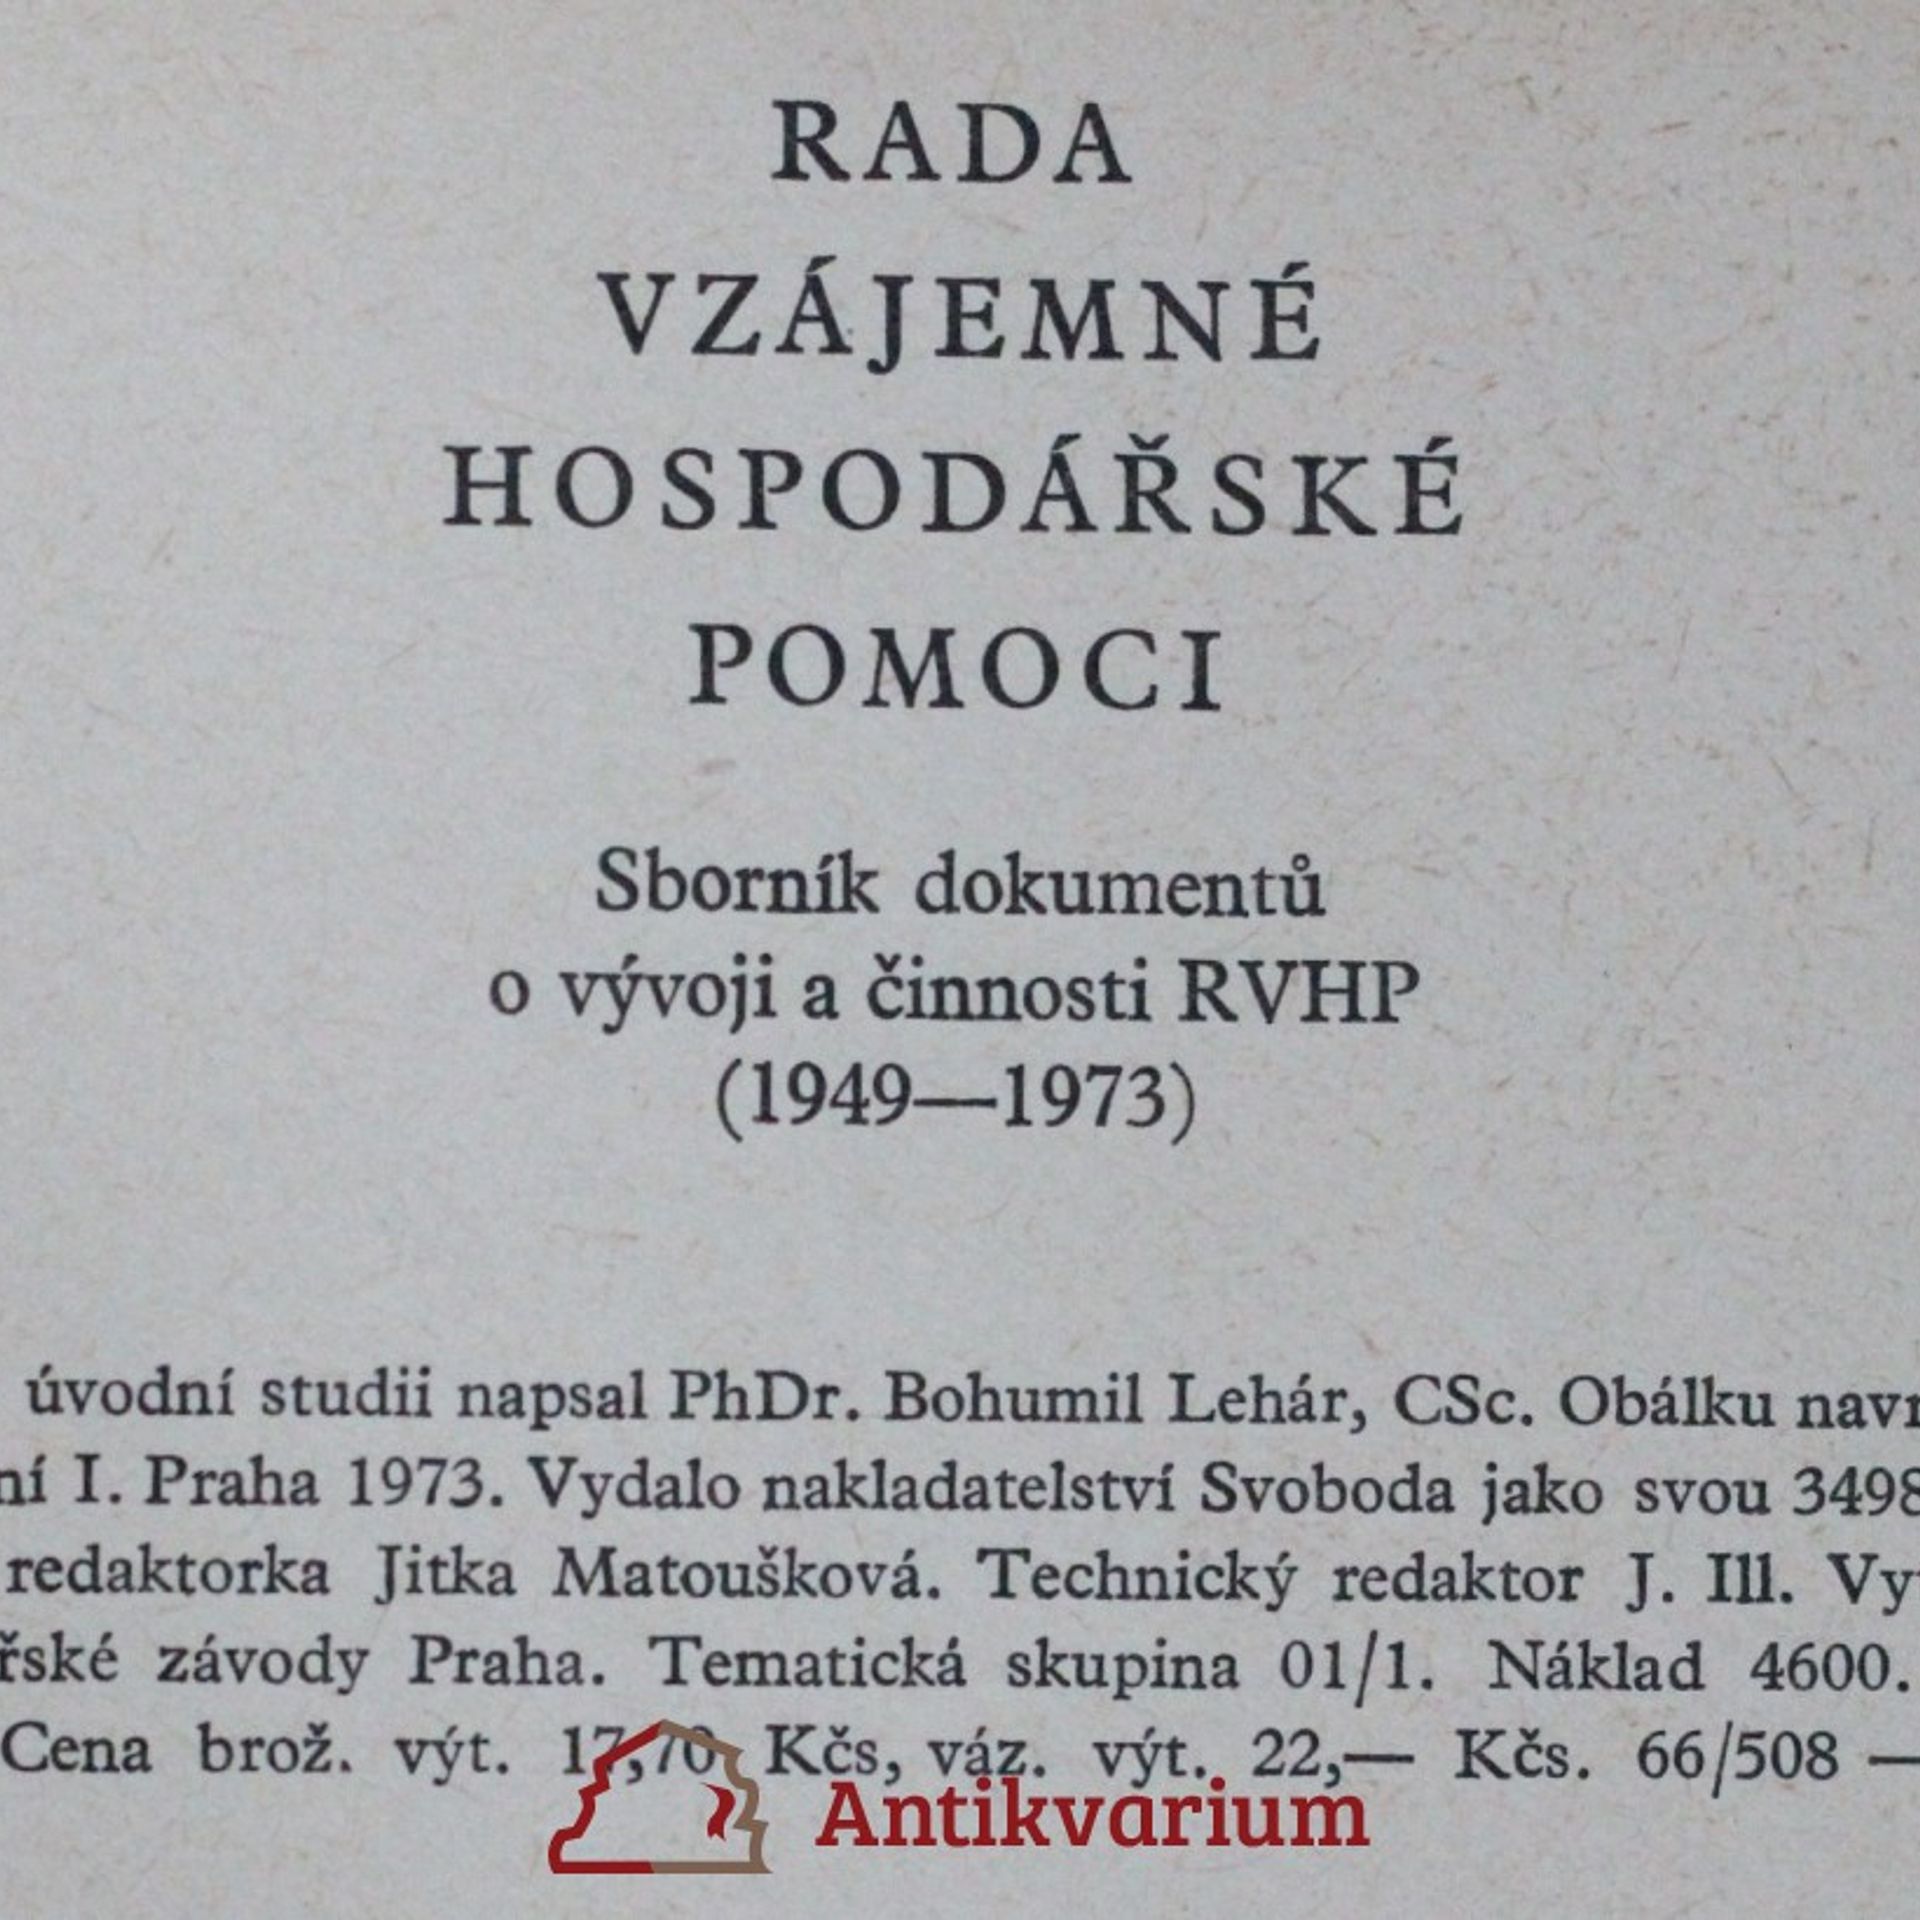 RADA
VZÁJEMNÉ
HOSPODÁŘSKÉ
POMOCI
Sborník dokumentů
o vývoji a činnosti RVHP
(1949—1973)
úvodní studii napsal PhDr. Bohumil Lehár, CSc. Obálku navr
ní I. Praha 1973. Vydalo nakladatelství Svoboda jako svou 3498
redaktorka Jitka Matoušková. Technický redaktor J. Ill. Vy
řské závody Praha. Tematická skupina 01/1. Náklad 4600.
Cena brož. výt. 17,70 Kčs, váz. výt. 22,— Kčs. 66/508 —
Antikvarium